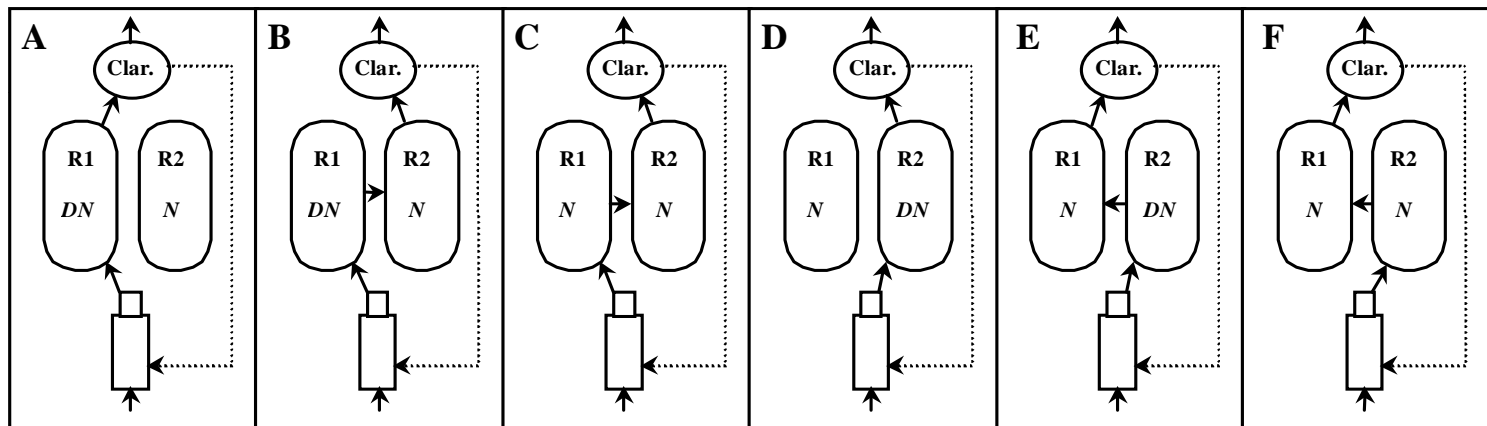 A
Clar.
R1 R2
DN N
B
Clar.
R1 R2
DN N
C
Clar.
R1 R2
N N
D
Clar.
R1 R2
N DN
E
Clar.
R1 R2
N DN
F
Clar.
R1 R2
N N